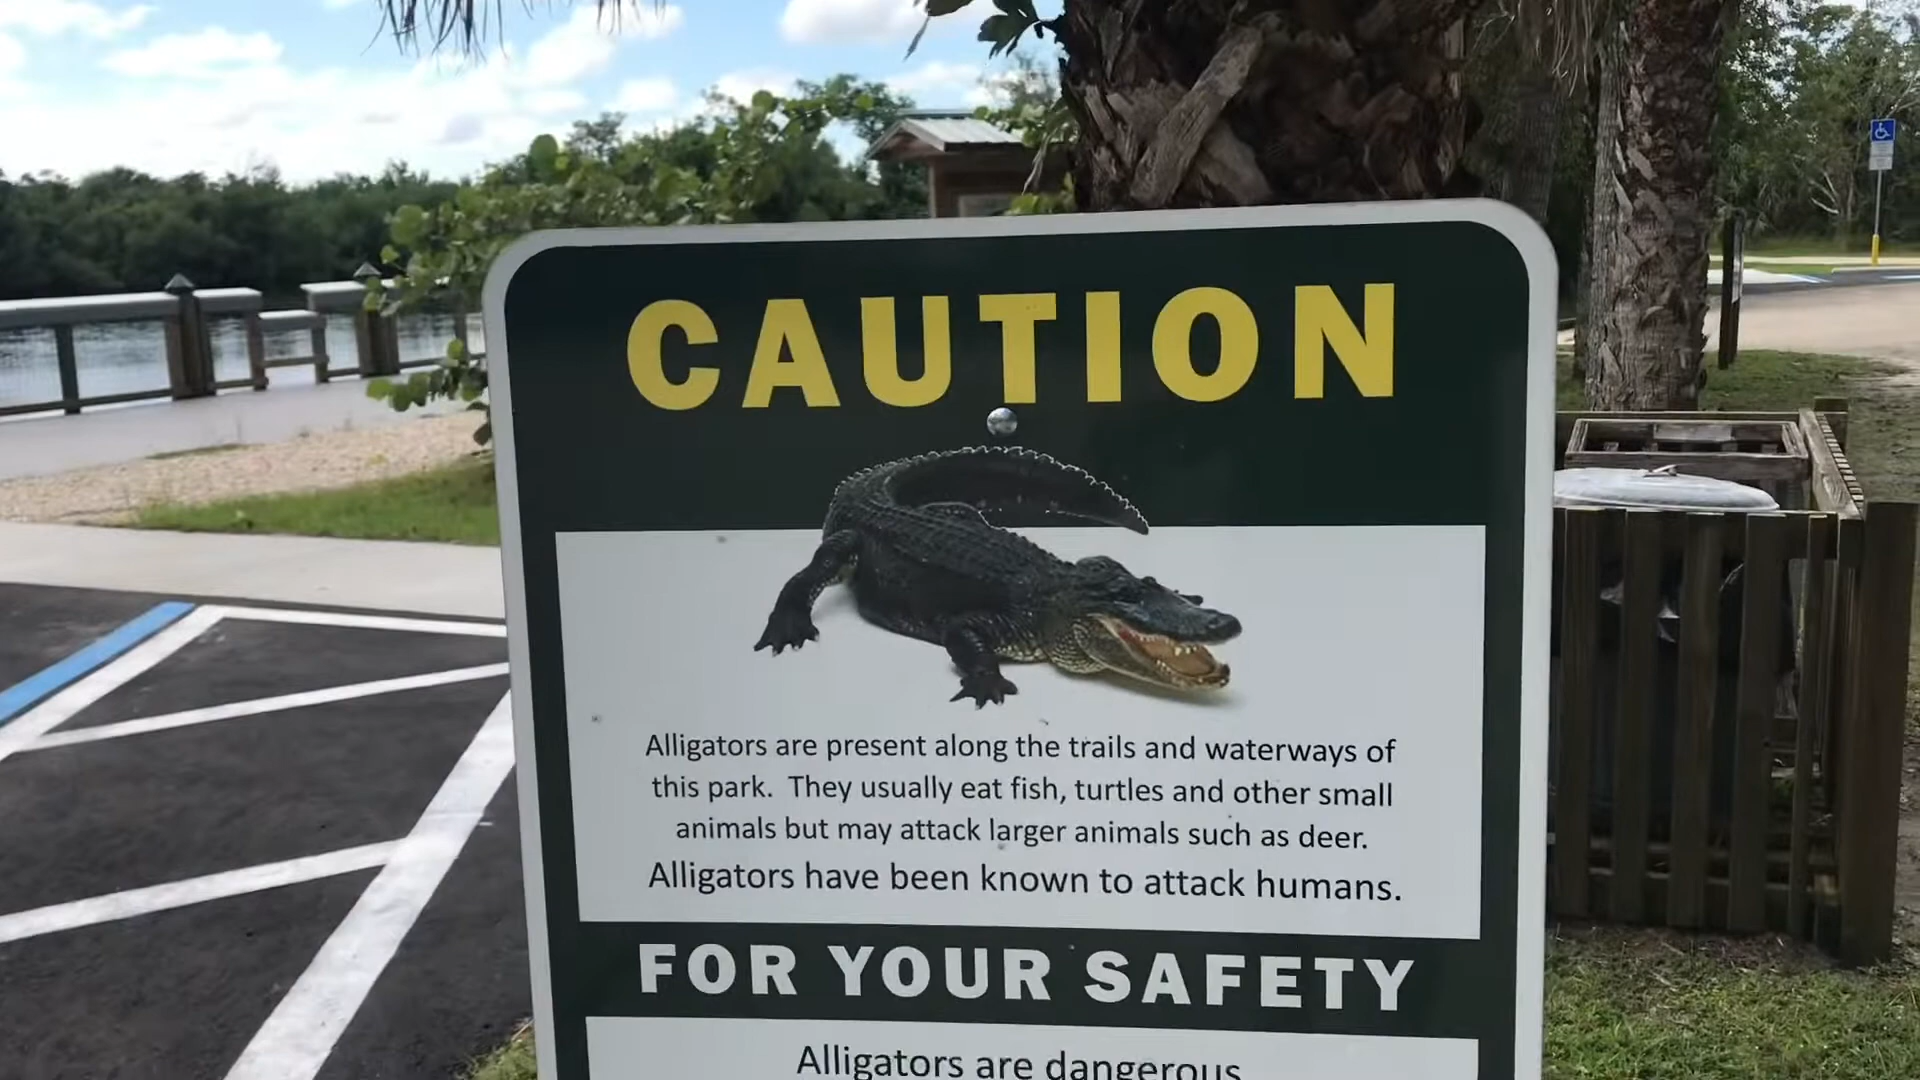 CAUTION
Alligators are present along the trails and waterways of
this park. They usually eat fish, turtles and other small
animals but may attack larger animals such as deer.
Alligators have been known to attack humans.
FOR YOUR SAFETY
Alligators are dangerous